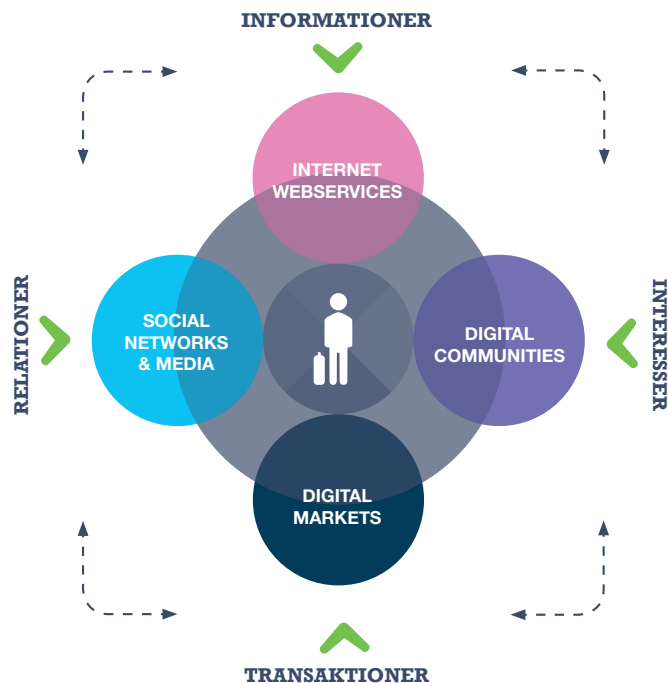 INFORMATIONER
INTERNET
WEBSERVICES
RELATIONER
SOCIAL
NETWORKS
& MEDIA
DIGITAL
COMMUNITIES
INTERESSER
DIGITAL
MARKETS
TRANSAKTIONER